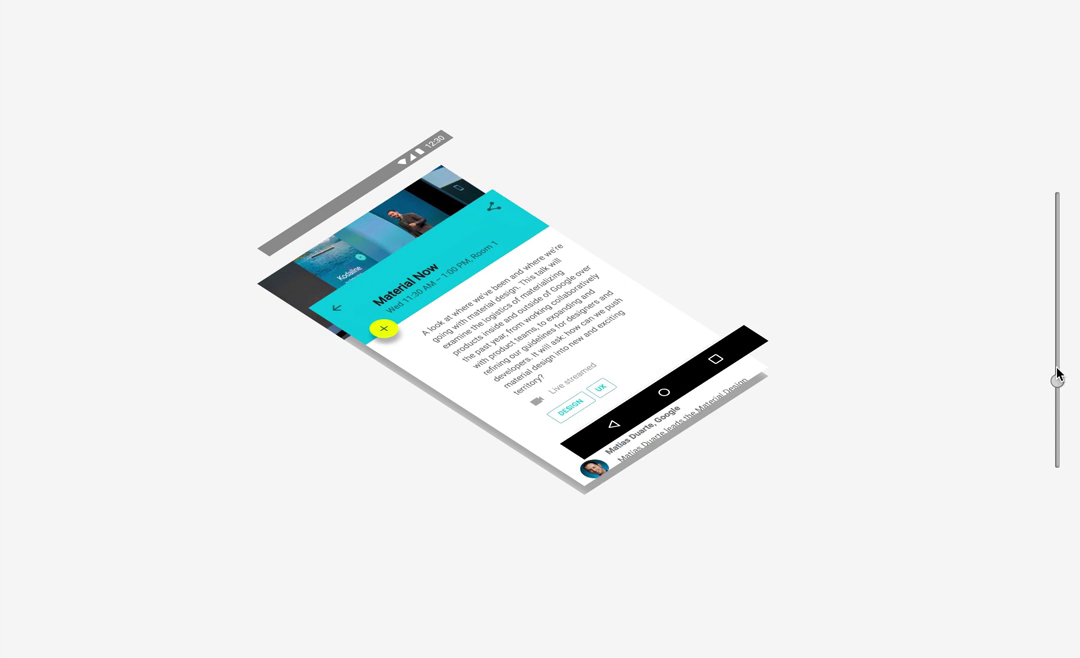 12:30
Kodaline
Material Now
Wed 11:30 AM – 1:00 PM, Room 1
+
A look at where we've been and where we're
going with material design. This talk will
examine the logistics of materializing
products inside and outside of Google over
the past year, from working collaboratively
with product teams, to expanding and
refining our guidelines for designers and
developers. It will ask: how can we push
material design into new and exciting
territory?
Live streamed
DESIGN UX
Matias Duarte, Google
Matias Duarte leads the Material Design